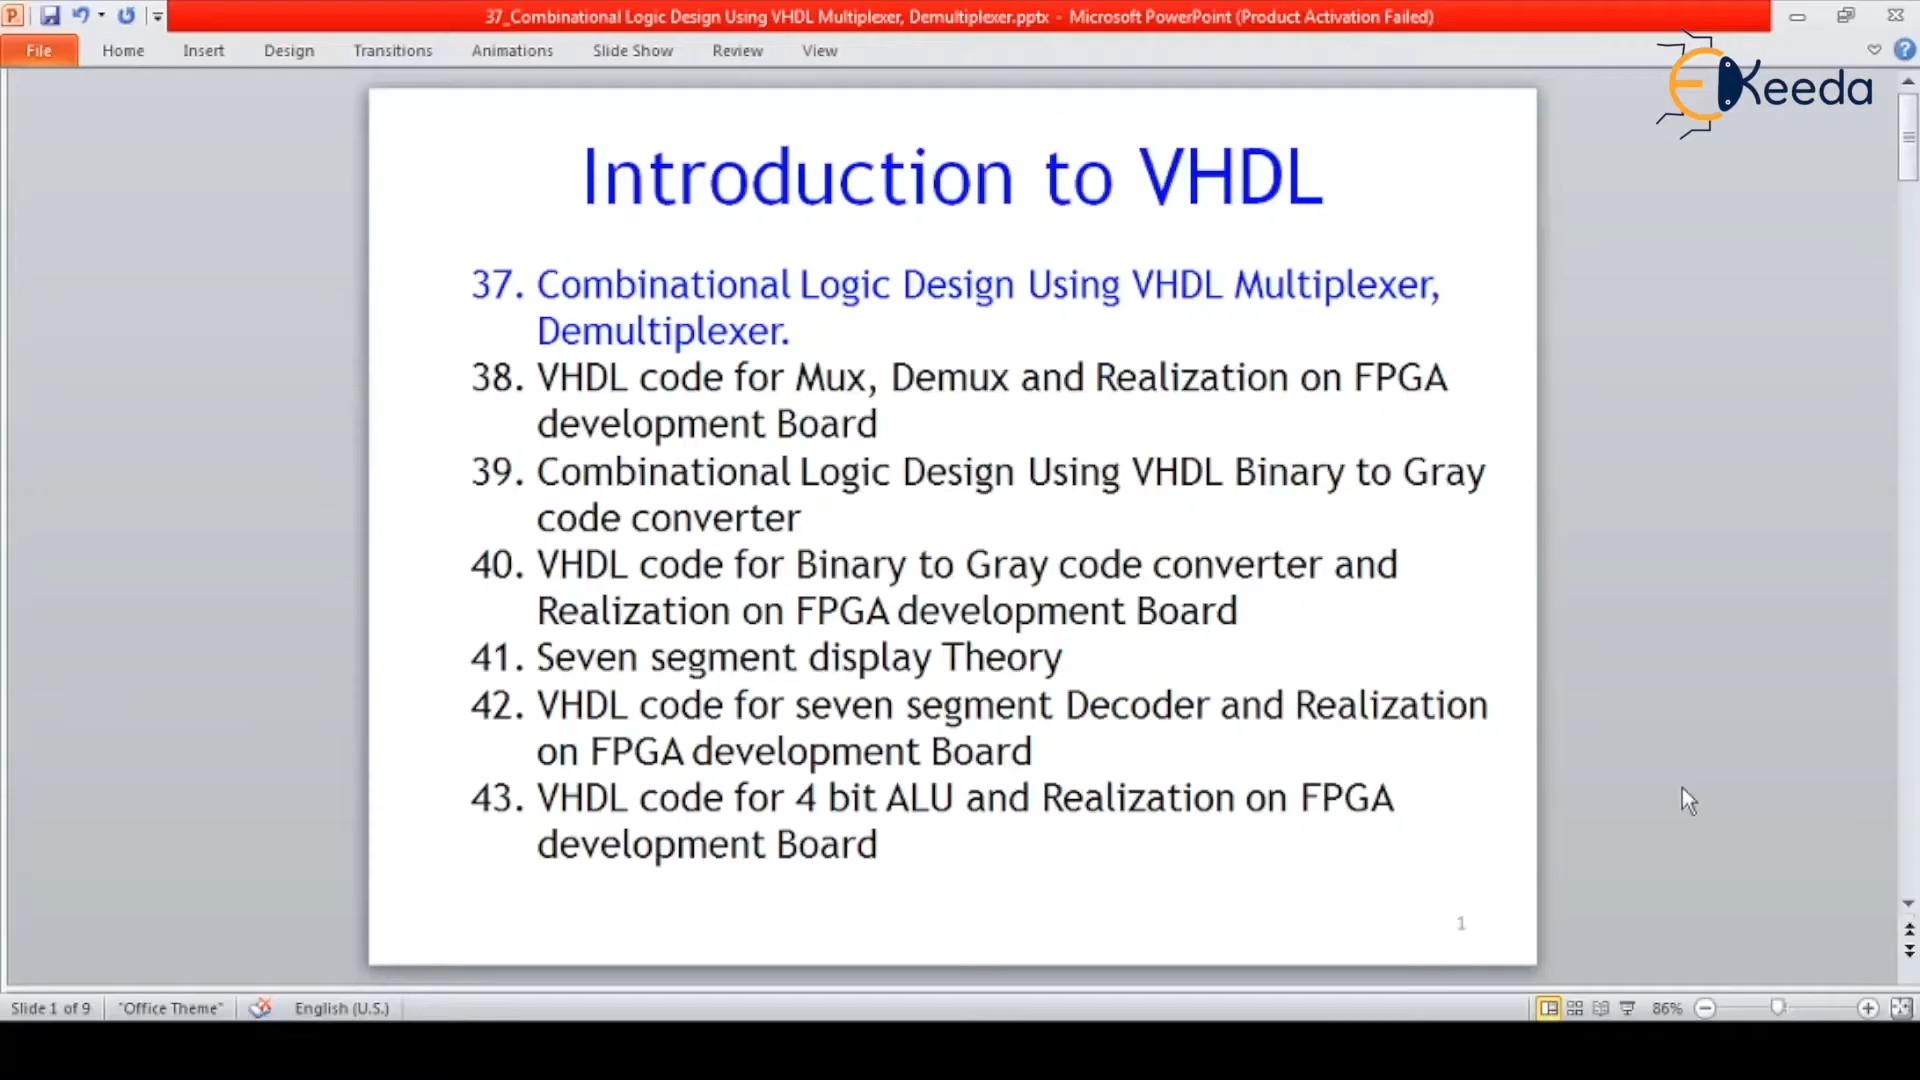 37_Combinational Logic Design Using VHDL Multiplexer, Demultiplexer.pptx - Microsoft PowerPoint (Product Activation Failed)
File Home Insert Design Transitions Animations Slide Show Review View
EKeeda
Introduction to VHDL
37. Combinational Logic Design Using VHDL Multiplexer,
Demultiplexer.
38. VHDL code for Mux, Demux and Realization on FPGA
development Board
39. Combinational Logic Design Using VHDL Binary to Gray
code converter
40. VHDL code for Binary to Gray code converter and
Realization on FPGA development Board
41. Seven segment display Theory
42. VHDL code for seven segment Decoder and Realization
on FPGA development Board
43. VHDL code for 4 bit ALU and Realization on FPGA
development Board
1
Slide 1 of 9 "Office Theme" English (U.S.) 86%